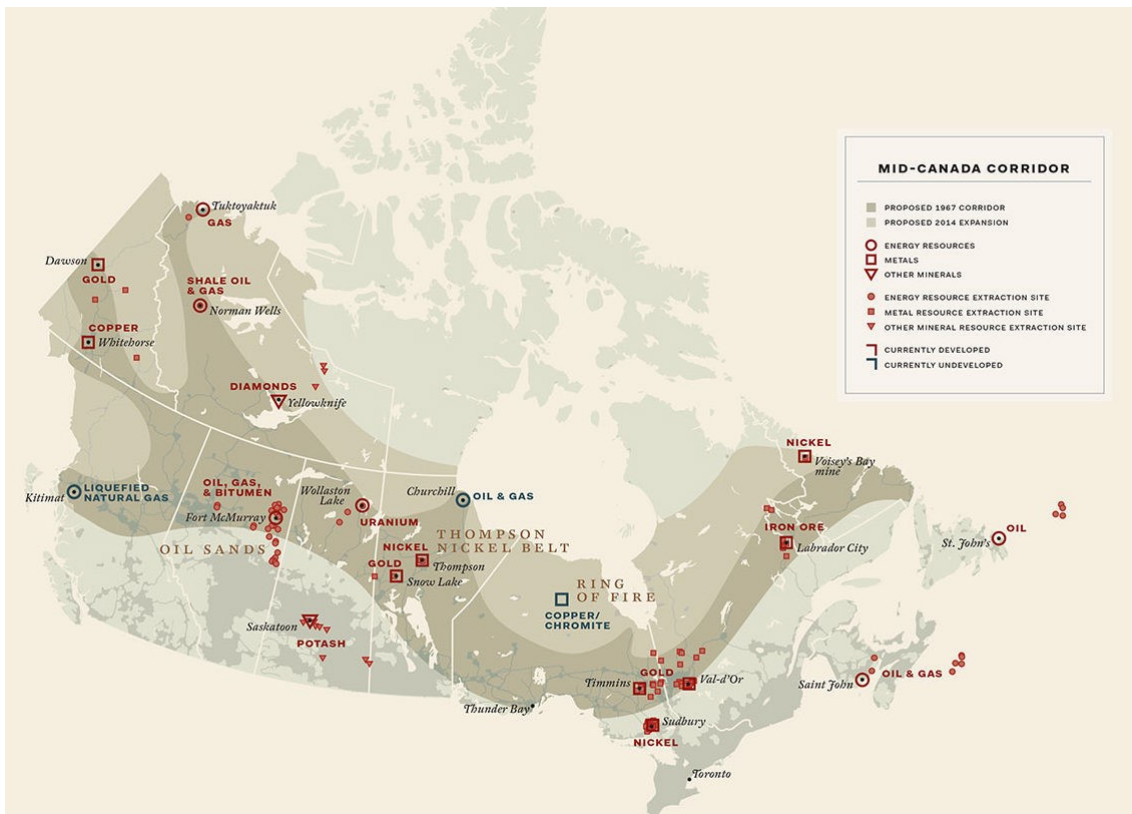 MID-CANADA CORRIDOR
PROPOSED 1967 CORRIDOR
PROPOSED 2014 EXPANSION
ENERGY RESOURCES
METALS
OTHER MINERALS
ENERGY RESOURCE EXTRACTION SITE
METAL RESOURCE EXTRACTION SITE
OTHER MINERAL RESOURCE EXTRACTION SITE
CURRENTLY DEVELOPED
CURRENTLY UNDEVELOPED
Tuktoyaktuk
GAS
Dawson
GOLD
SHALE OIL
& GAS
Norman Wells
COPPER
Whitehorse
DIAMONDS
Yellowknife
NICKEL
Voisey's Bay
mine
Kitimat
LIQUEFIED
NATURAL GAS
OIL, GAS,
& BITUMEN
Fort McMurray
OIL SANDS
Wollaston
Lake
URANIUM
Churchill
OIL & GAS
THOMPSON
NICKEL BELT
NICKEL
Thompson
GOLD
Snow Lake
IRON ORE
Labrador City
OIL
St. John's
RING
OF FIRE
COPPER/
CHROMITE
Saskatoon
POTASH
GOLD
Timmins
Val-d'Or
Saint John
OIL & GAS
Thunder Bay
Sudbury
NICKEL
Toronto